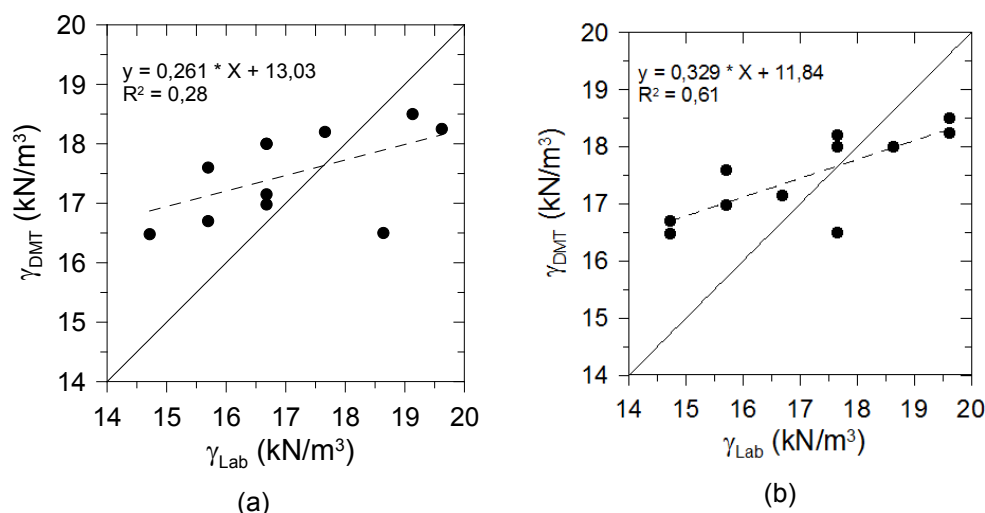 y = 0,261 * X + 13,03
R² = 0,28
20
19
18
17
16
15
14
γDMT (kN/m³)
14 15 16 17 18 19 20
γLab (kN/m³)
(a)
y = 0,329 * X + 11,84
R² = 0,61
20
19
18
17
16
15
14
γDMT (kN/m³)
14 15 16 17 18 19 20
γLab (kN/m³)
(b)